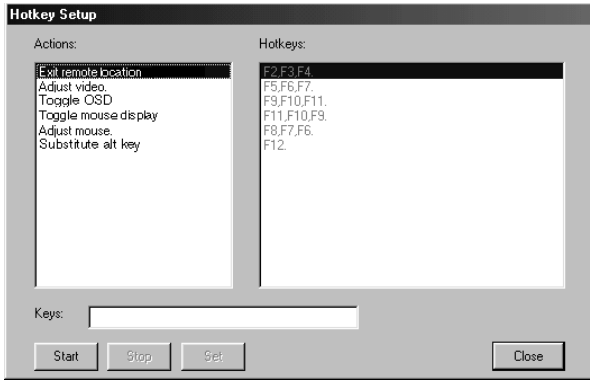 Hotkey Setup
Actions:
Hotkeys:
Exit remote location
F2,F3,F4.
Adjust video.
F5,F6,F7.
Toggle OSD
F9,F10,F11.
Toggle mouse display
F11,F10,F9.
Adjust mouse.
F8,F7,F6.
Substitute alt key
F12.
Keys:
Start
Stop
Set
Close